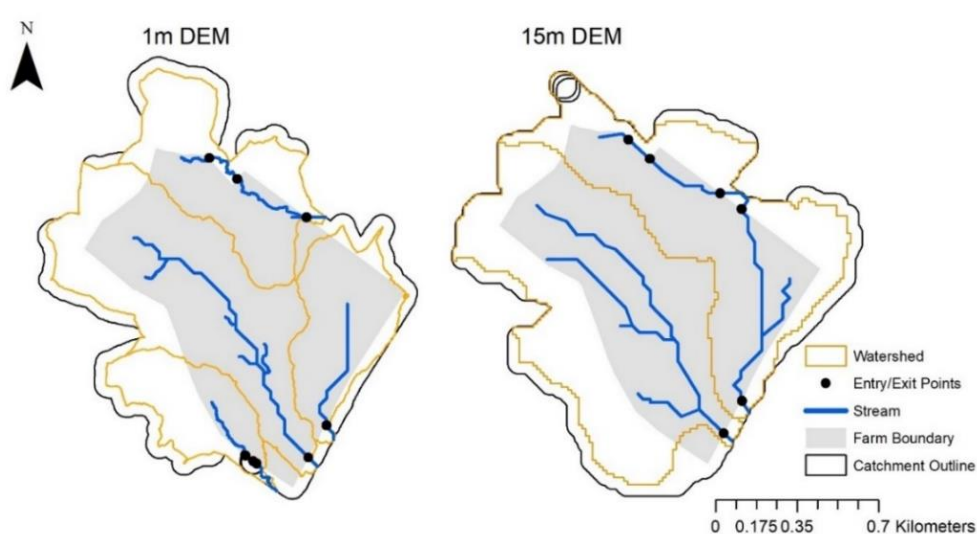 N
1m DEM
15m DEM
Watershed
Entry/Exit Points
Stream
Farm Boundary
Catchment Outline
0 0.175 0.35 0.7 Kilometers